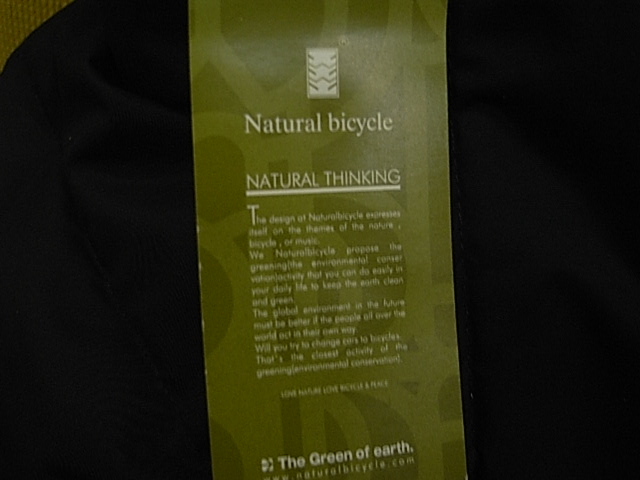 Natural bicycle
NATURAL THINKING
The design at Naturalbicycle expresses
itself on the themes of the nature ,
bicycle , or music.
We Naturalbicycle propose the
greening(the environmental conser
vation)activity that you can do easily in
your daily life to keep the earth clean
and green.
The global environment in the future
must be better if the people all over the
world act in their own way.
Will you try to change cars to bicycles.
That's the closest activity of the
greening(environmental conservation).
LOVE NATURE LOVE BICYCLE & PEACE
The Green of earth.
www.naturalbicycle.com